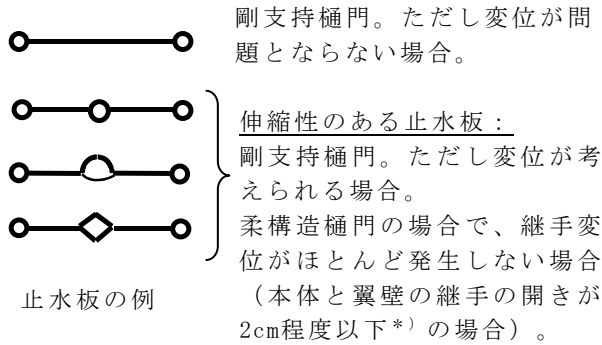 剛支持樋門。ただし変位が問
題とならない場合。
伸縮性のある止水板：
剛支持樋門。ただし変位が考
えられる場合。
柔構造樋門の場合で、継手変
位がほとんど発生しない場合
（本体と翼壁の継手の開きが
2cm程度以下*）の場合）。
止水板の例